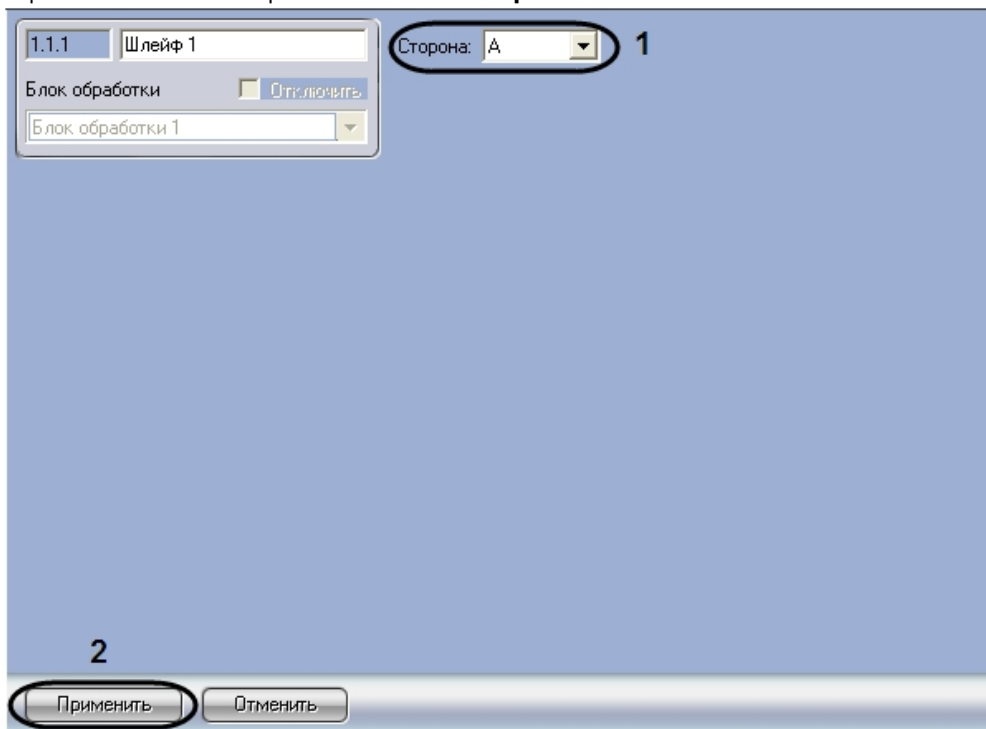 1.1.1 Шлейф 1
Сторона: А 1
Блок обработки Отключить
Блок обработки 1
2
Применить Отменить